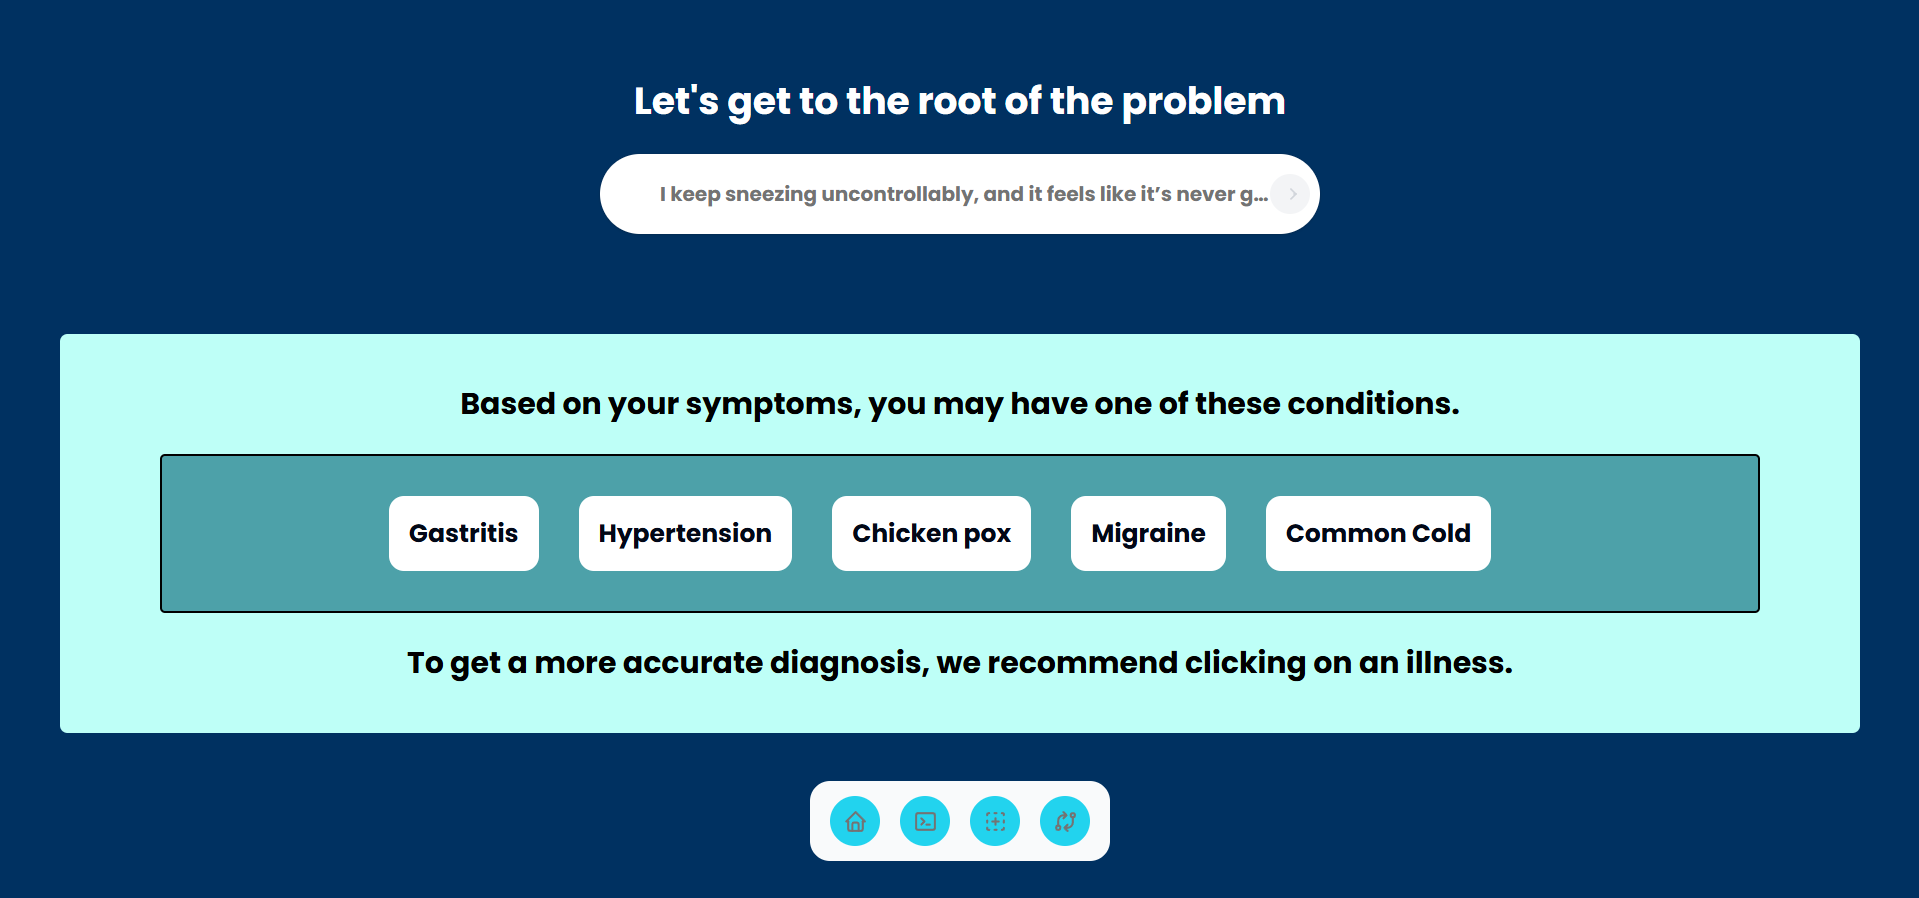 Let's get to the root of the problem
I keep sneezing uncontrollably, and it feels like it’s never g…
Based on your symptoms, you may have one of these conditions.
Gastritis
Hypertension
Chicken pox
Migraine
Common Cold
To get a more accurate diagnosis, we recommend clicking on an illness.